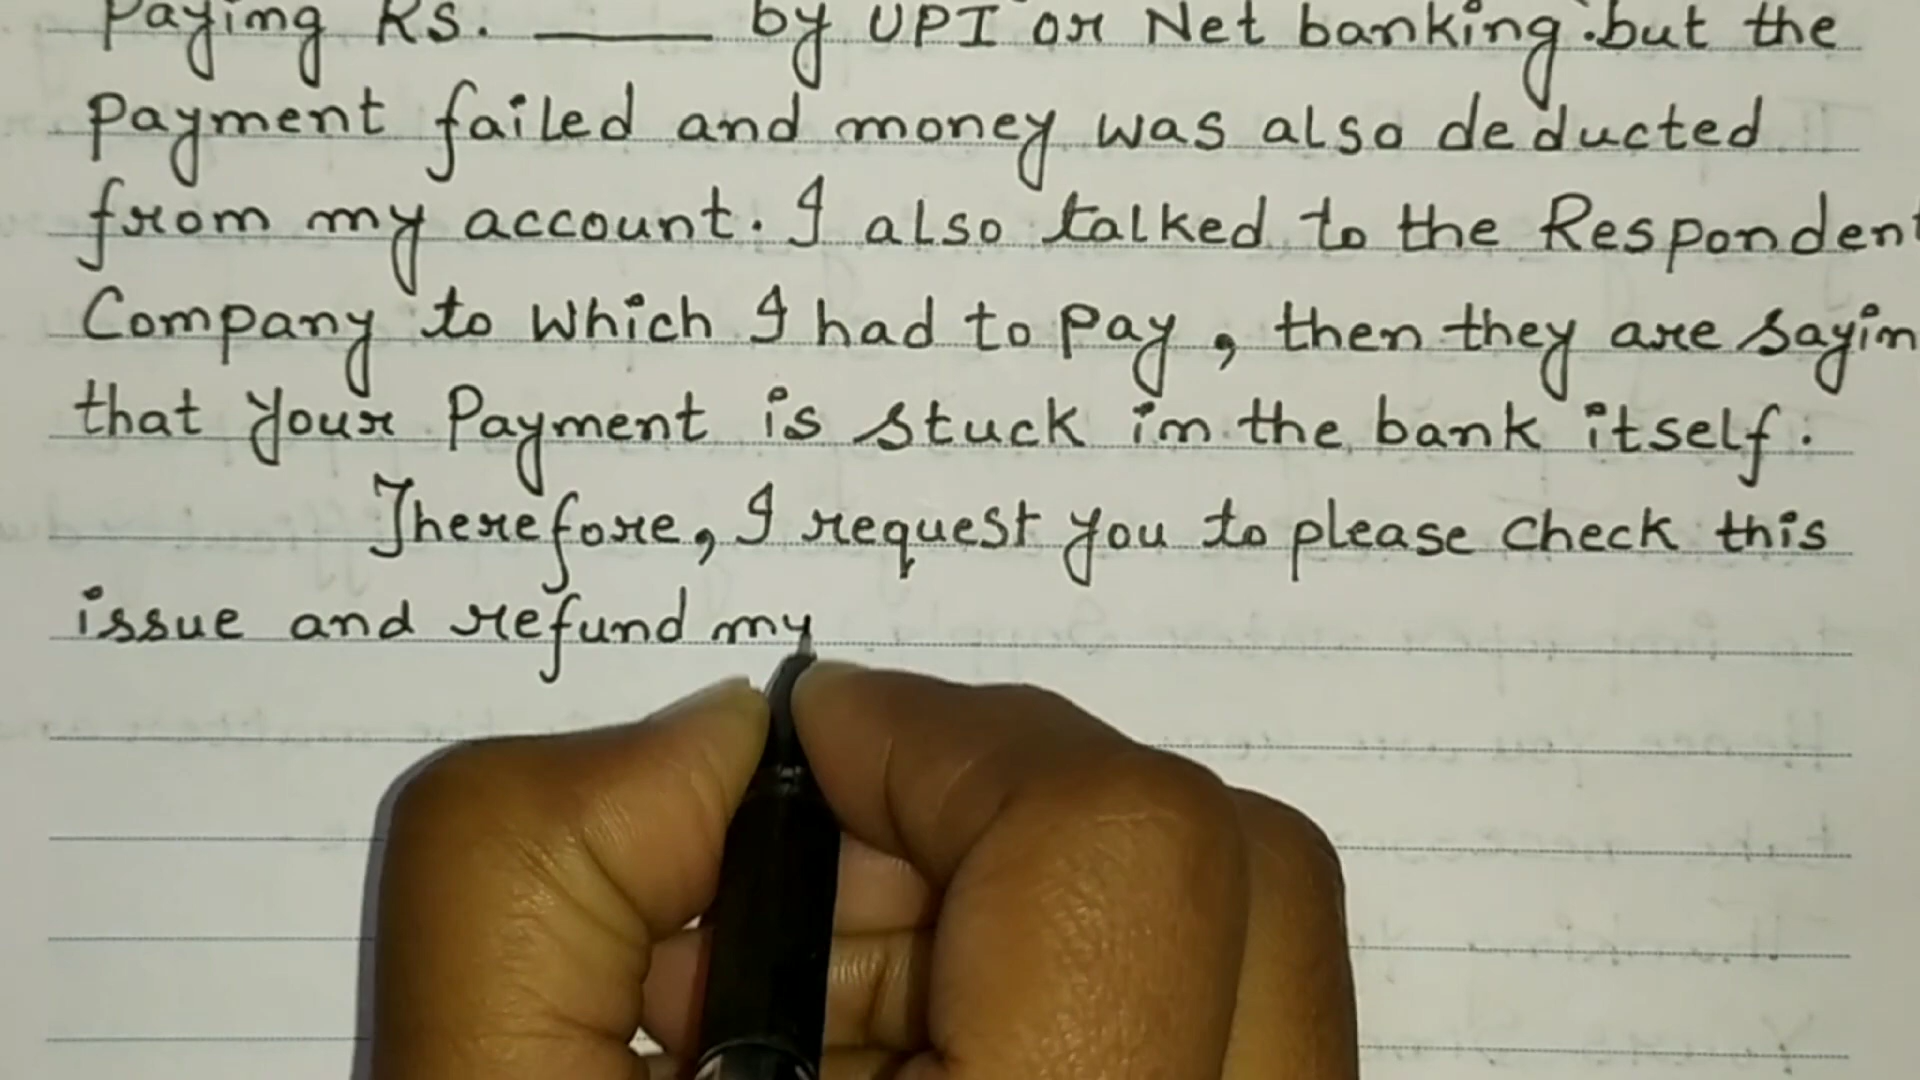 Paying Rs. _____ by UPI or Net banking. but the
Payment failed and money was also deducted
from my account. I also talked to the Respondent
Company to which I had to pay, then they are sayin
that your Payment is stuck in the bank itself.
Therefore, I request you to please check this
issue and refund my